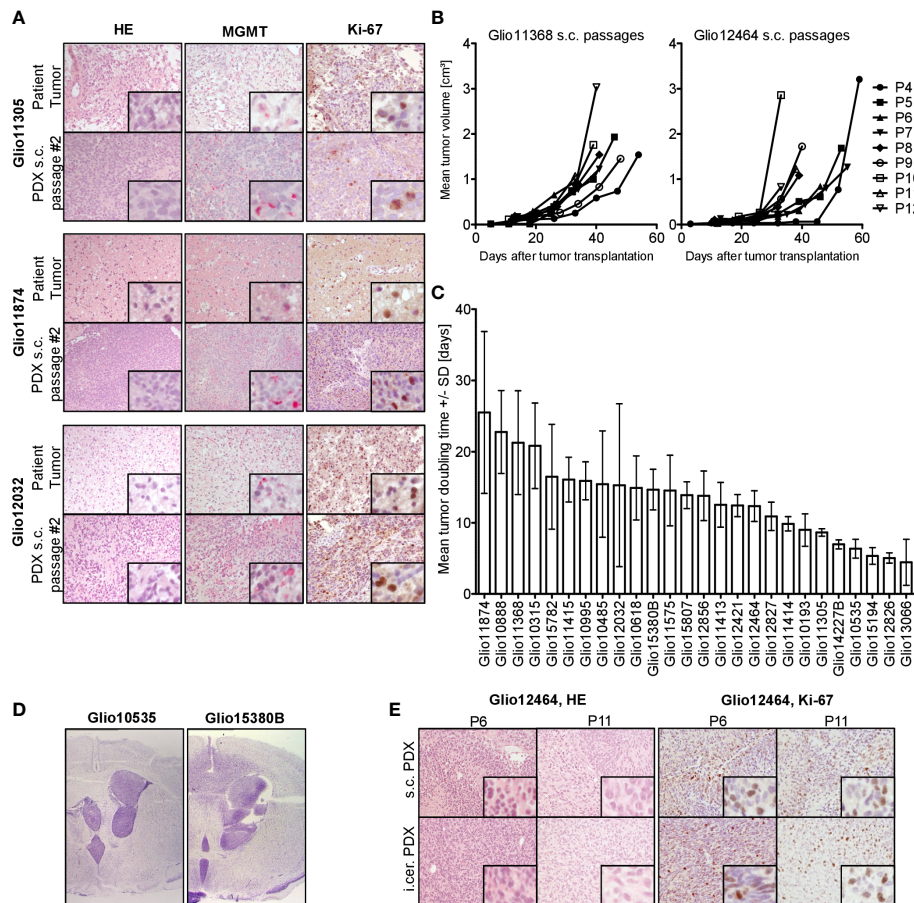 A
HE
MGMT
Ki-67
Glio11305
Patient
Tumor
PDX s.c.
passage #2
Glio11874
Patient
Tumor
PDX s.c.
passage #2
Glio12032
Patient
Tumor
PDX s.c.
passage #2
B
Glio11368 s.c. passages
Glio12464 s.c. passages
Mean tumor volume [cm³]
4
3
2
1
0
0 20 40 60
Days after tumor transplantation
4
3
2
1
0
0 20 40 60
Days after tumor transplantation
P4
P5
P6
P7
P8
P9
P10
P1
P12
C
Mean tumor doubling time +/- SD [days]
40
30
20
10
0
Glio11874
Glio10888
Glio11368
Glio10315
Glio15782
Glio11415
Glio10995
Glio10485
Glio12032
Glio10618
Glio15380B
Glio11575
Glio15807
Glio12856
Glio11413
Glio12421
Glio12464
Glio12827
Glio11414
Glio10193
Glio11305
Glio14227B
Glio10535
Glio15194
Glio12826
Glio13066
D
Glio10535
Glio15380B
E
Glio12464, HE
Glio12464, Ki-67
P6 P11 P6 P11
s.c. PDX
i.cer. PDX